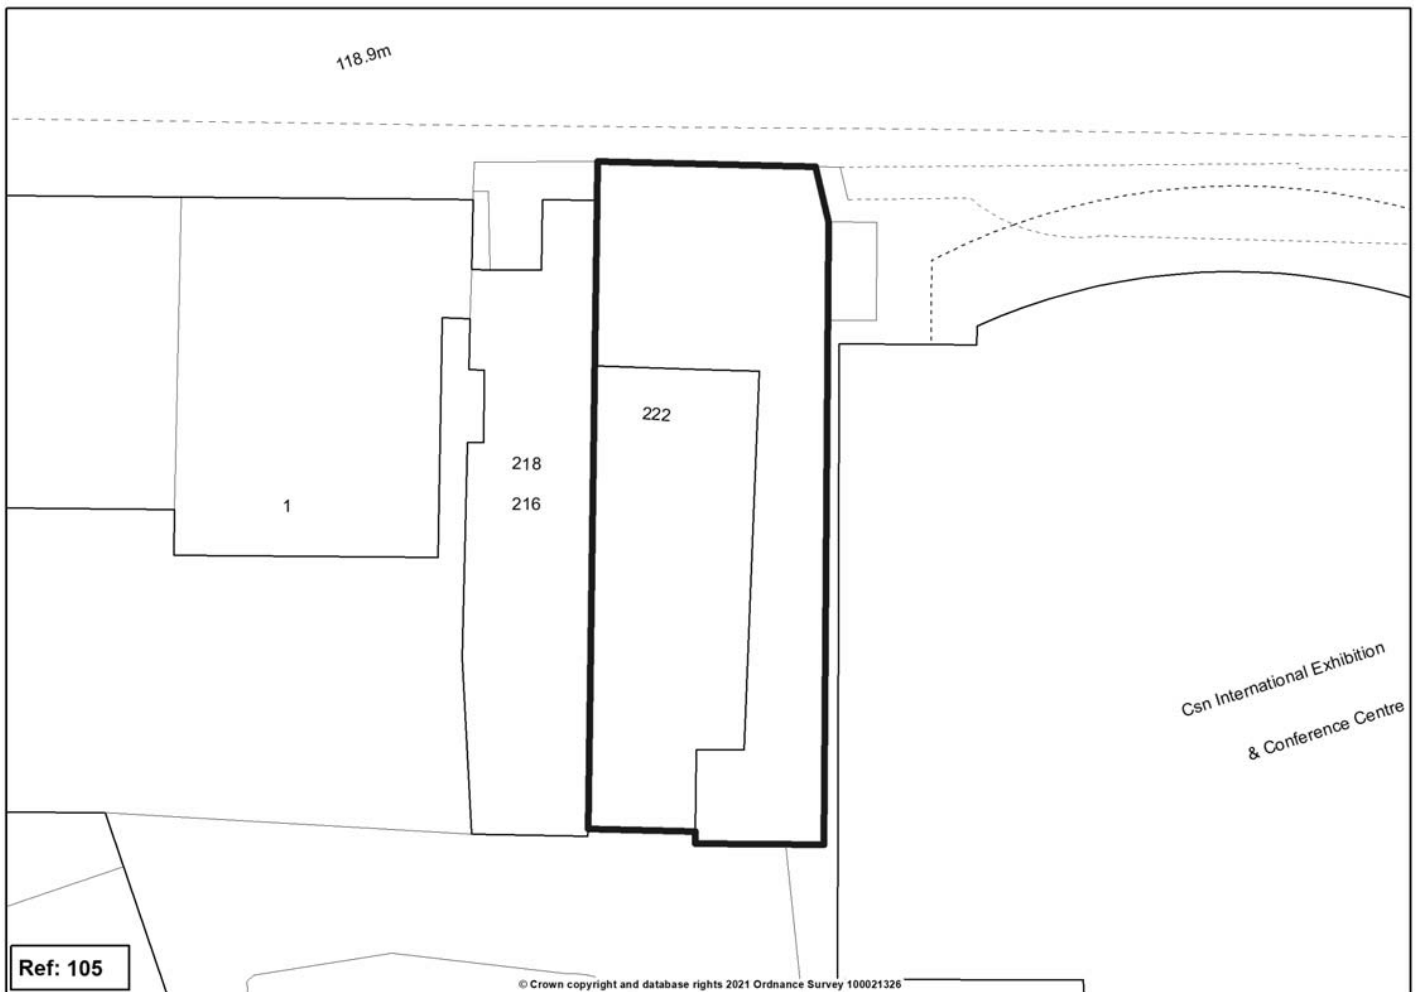 118.9m
222
218
216
1
Csn International Exhibition
& Conference Centre
Ref: 105
© Crown copyright and database rights 2021 Ordnance Survey 100021326